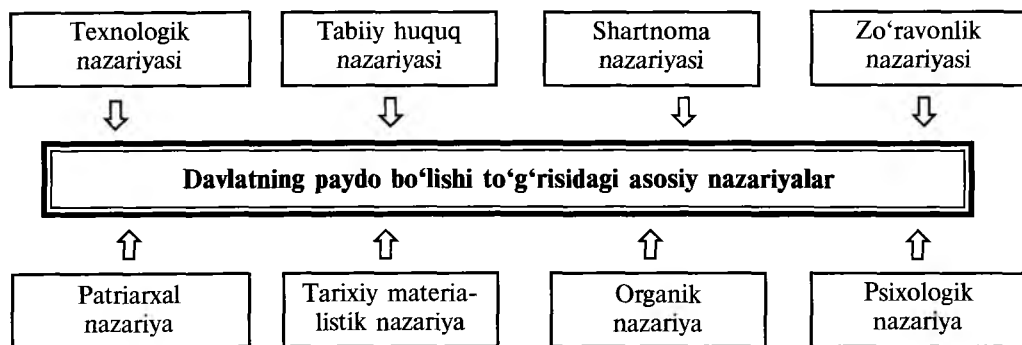 Texnologik
nazariyasi
Tabiiy huquq
nazariyasi
Shartnoma
nazariyasi
Zo‘ravonlik
nazariyasi
Davlatning paydo bo‘lishi to‘g‘risidagi asosiy nazariyalar
Patriarxal
nazariya
Tarixiy materia-
listik nazariya
Organik
nazariya
Psixologik
nazariya